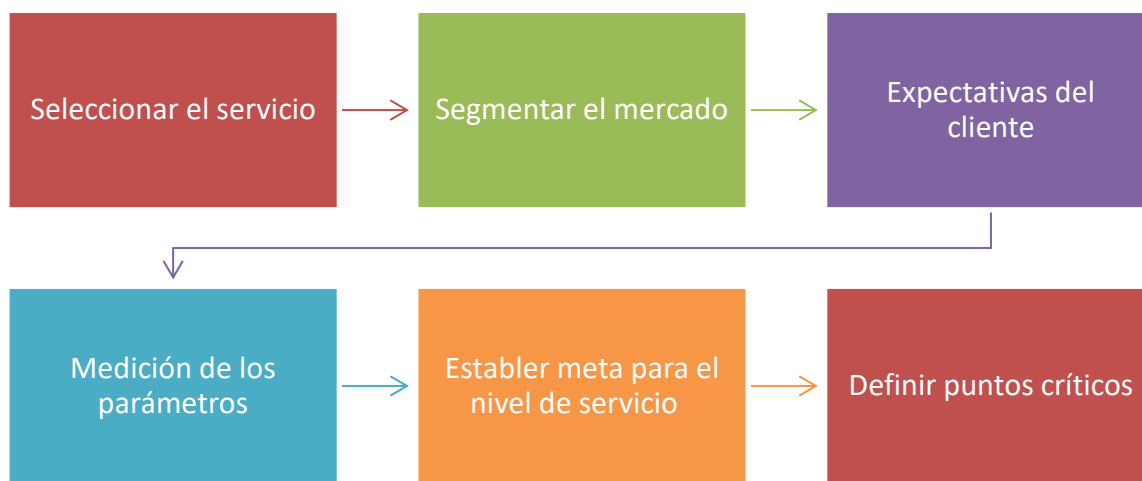 Seleccionar el servicio
Segmentar el mercado
Expectativas del
cliente
Medición de los
parámetros
Establer meta para el
nivel de servicio
Definir puntos críticos